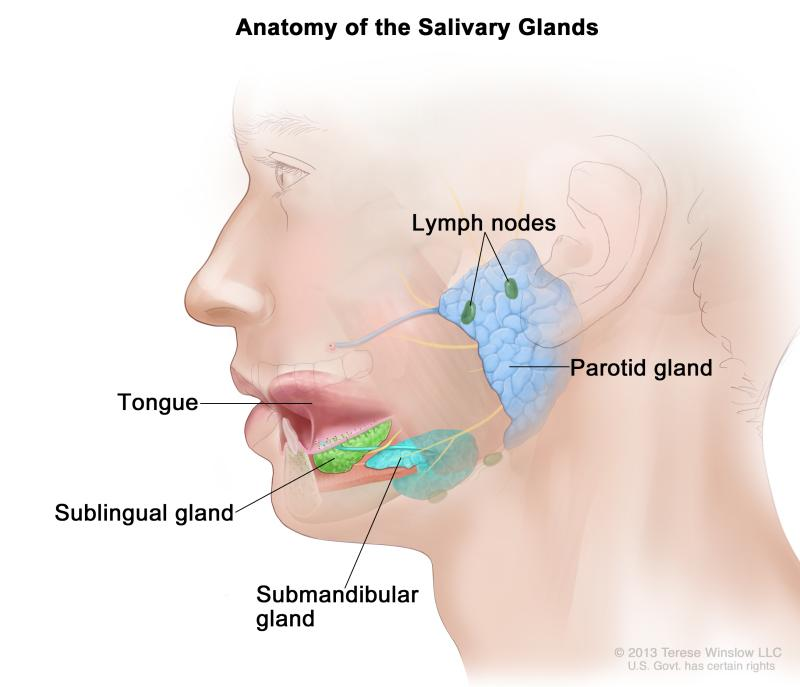 Anatomy of the Salivary Glands
Lymph nodes
Parotid gland
Tongue
Sublingual gland
Submandibular
gland
© 2013 Terese Winslow LLC
U.S. Govt. has certain rights